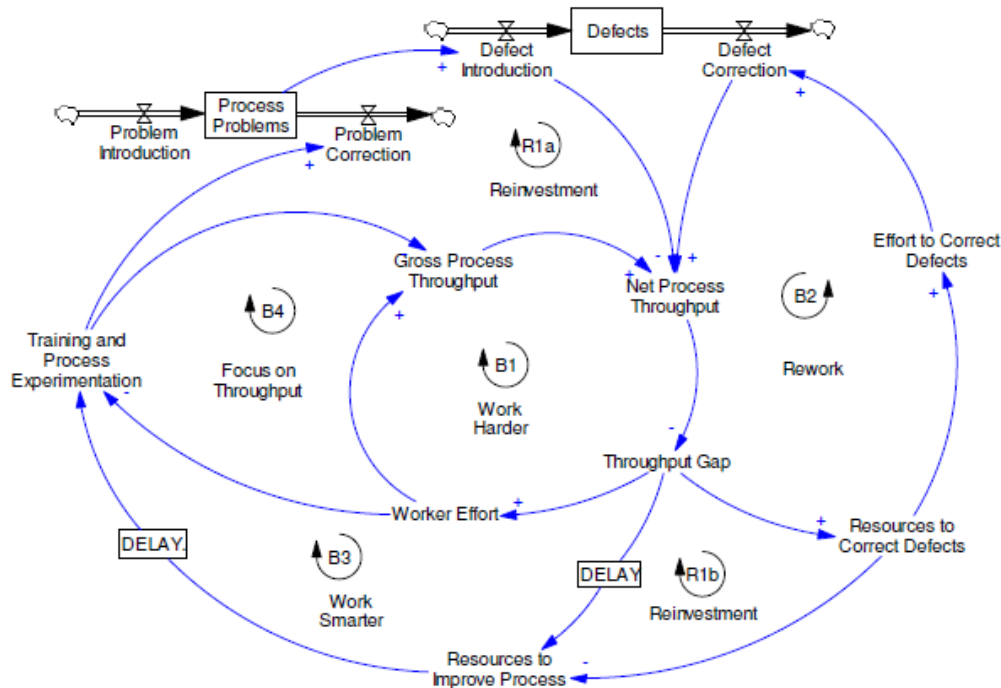 Defects
Defect
Introduction
Defect
Correction
+
+
Process
Problems
Problem
Introduction
Problem
Correction
+
R1a
Reinvestment
Effort to Correct
Defects
+
Gross Process
Throughput
+
-
+
+
Net Process
Throughput
B2
Rework
B4
Focus on
Throughput
Training and
Process
Experimentation
-
B1
Work
Harder
-
Throughput Gap
+
Worker Effort
+
Resources to
Correct Defects
DELAY.
B3
Work
Smarter
DELAY
R1b
Reinvestment
Resources to
Improve Process
-